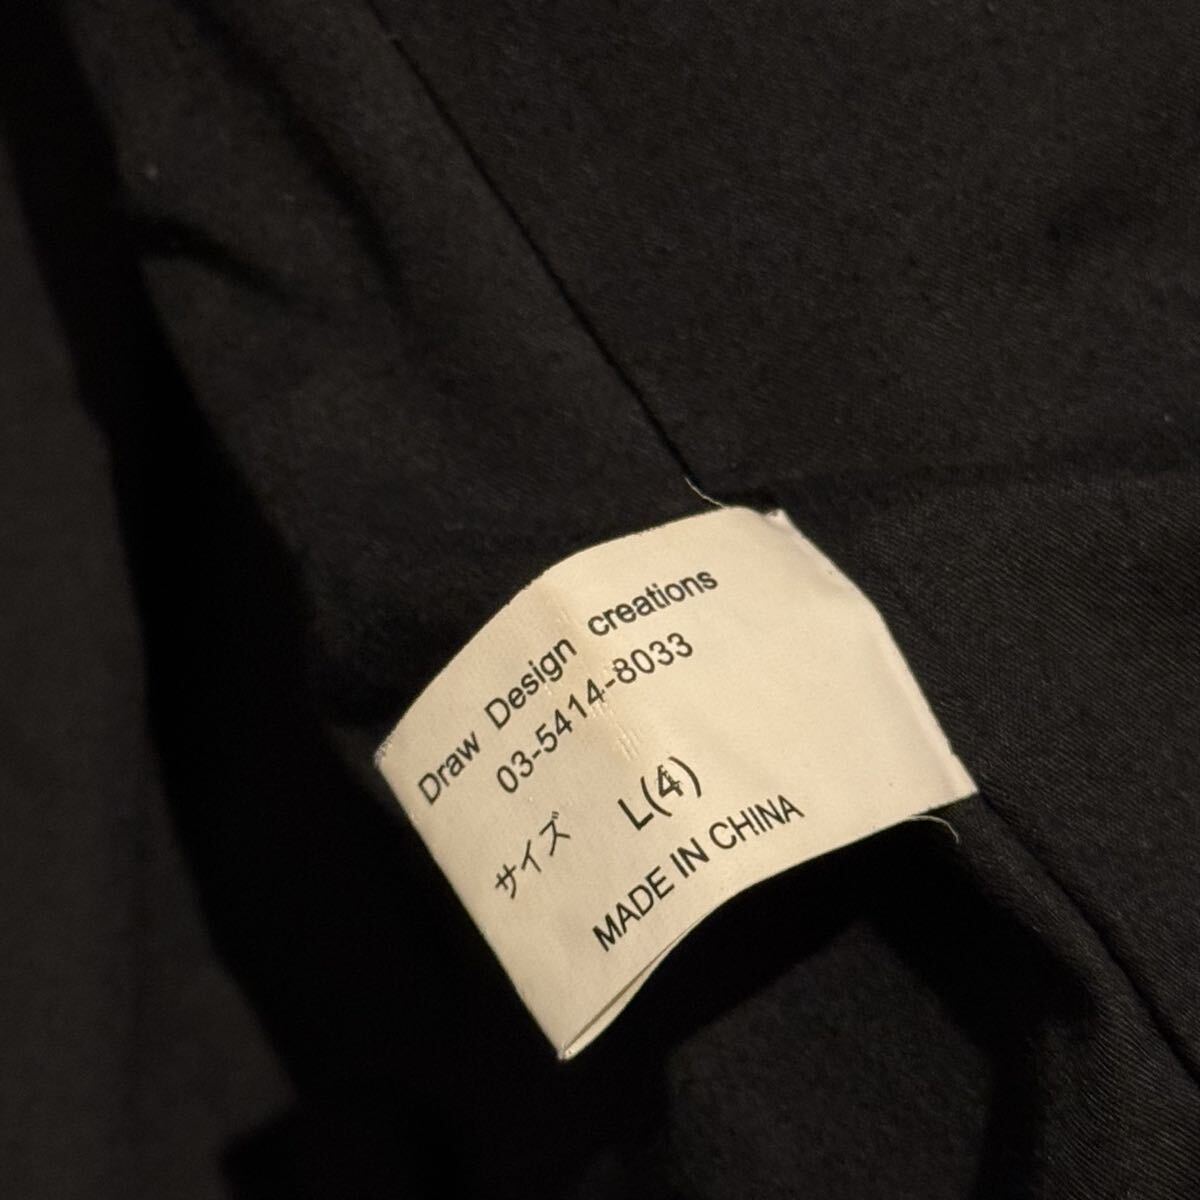 Draw Design creations
03-5414-8033
サイズ L(4)
MADE IN CHINA